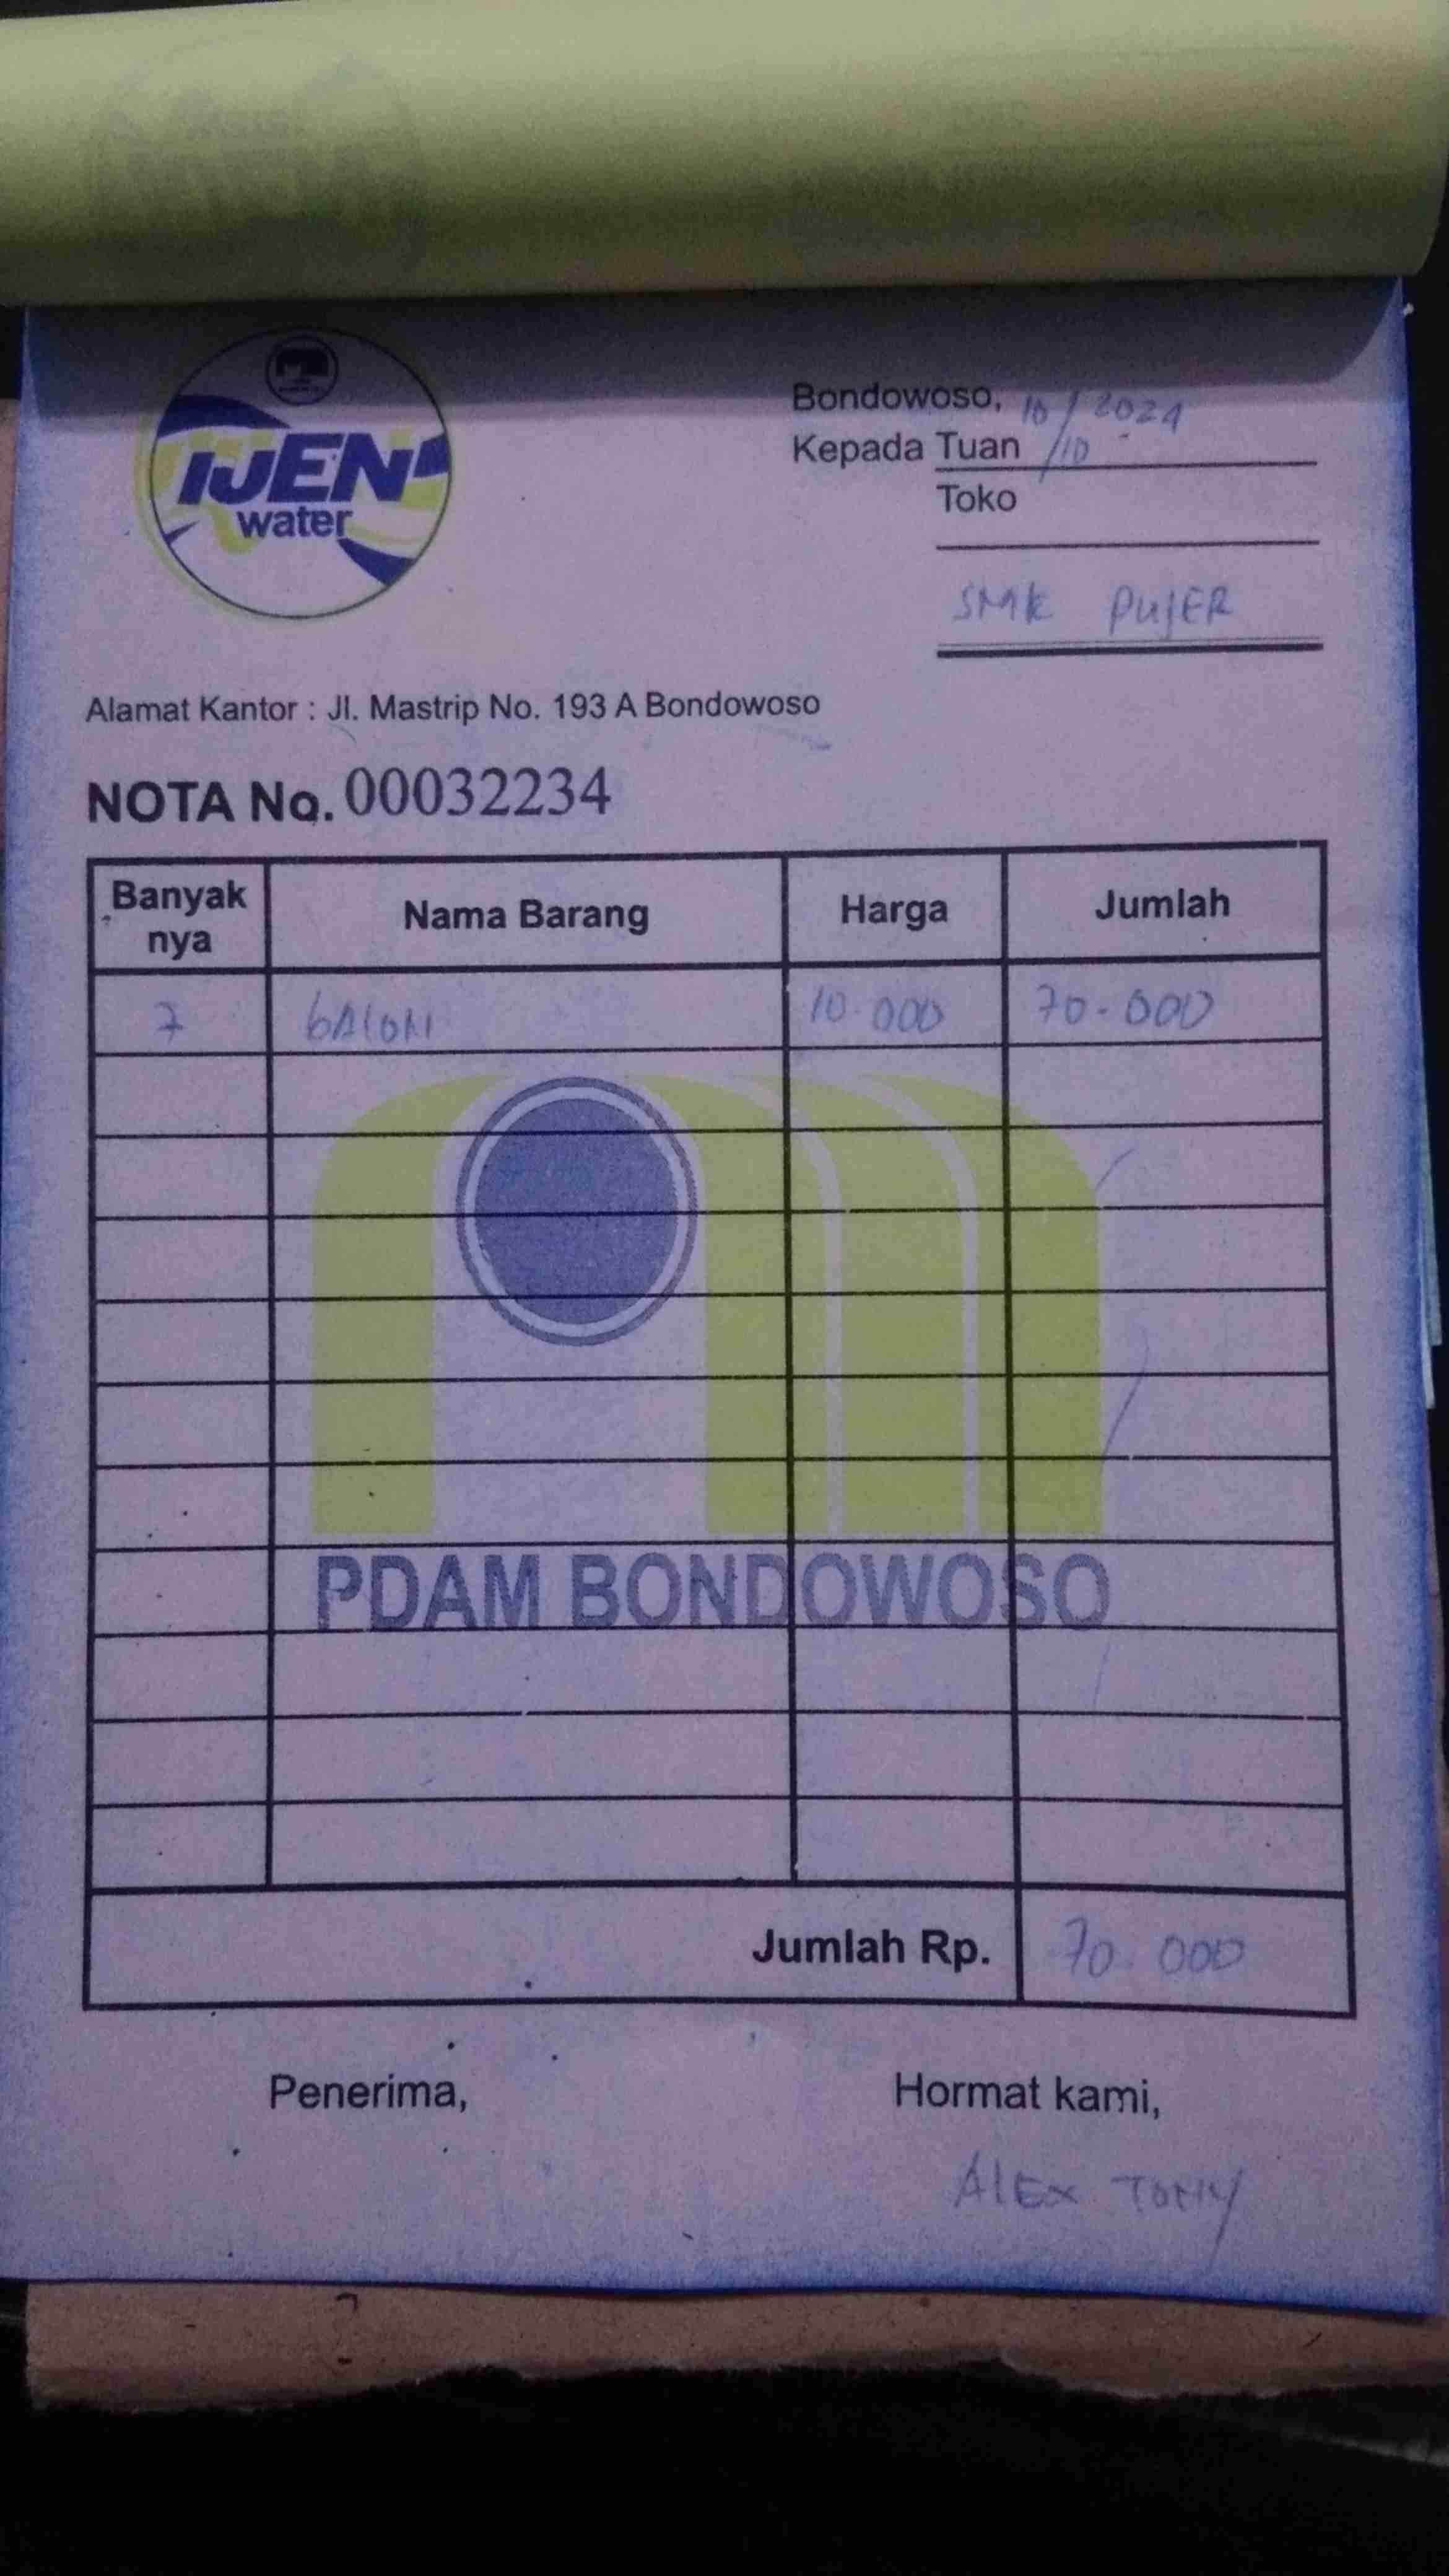 IJEN
water
Bondowoso, 10/10 2024
Kepada Tuan
Toko
SMK PUJER
Alamat Kantor : Jl. Mastrip No. 193 A Bondowoso
NOTA No. 00032234
Banyak nya Nama Barang Harga Jumlah
7 GALON 10.000 70.000
PDAM BONDOWOSO
Jumlah Rp. 70.000
Penerima, Hormat kami,
ALEX TONY